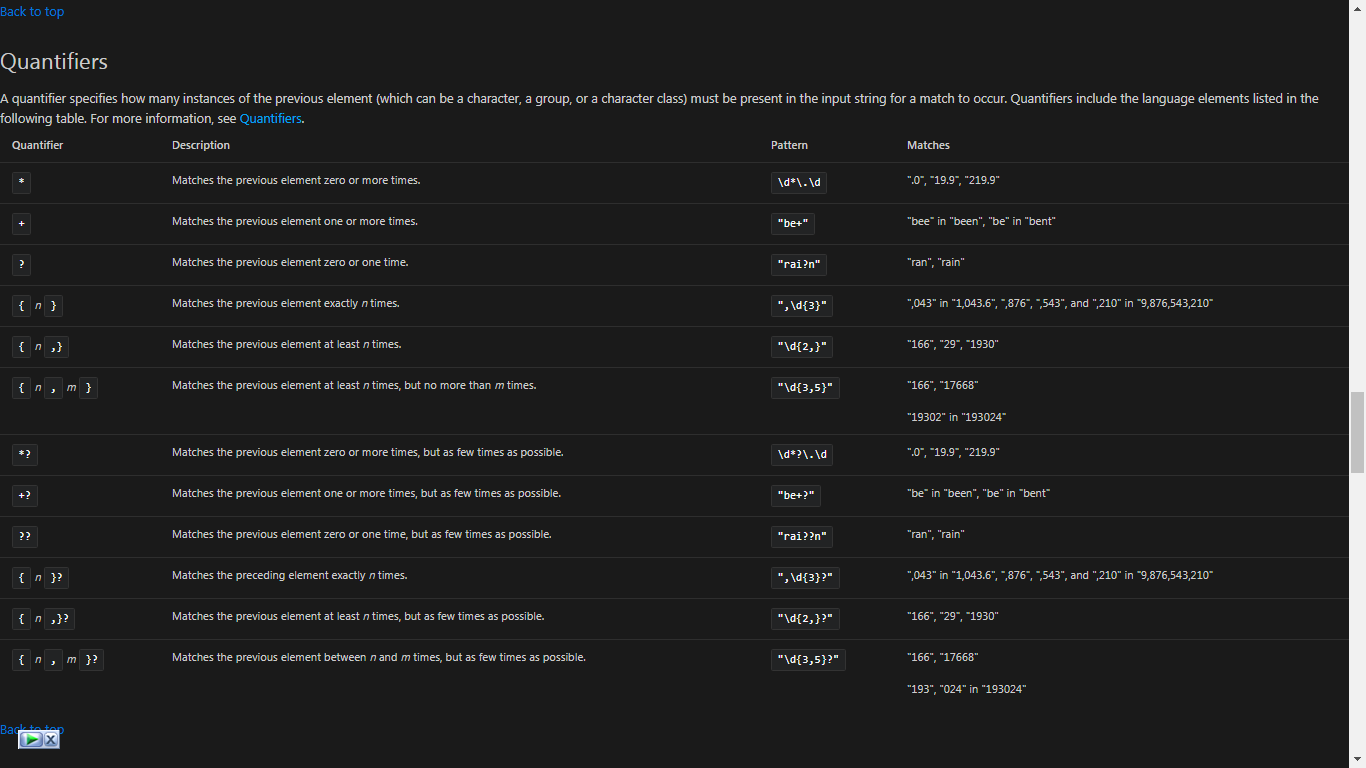 Back to top
Quantifiers
A quantifier specifies how many instances of the previous element (which can be a character, a group, or a character class) must be present in the input string for a match to occur. Quantifiers include the language elements listed in the
following table. For more information, see Quantifiers.
Quantifier Description Pattern Matches
* Matches the previous element zero or more times. \d*\.\d ".0", "19.9", "219.9"
+ Matches the previous element one or more times. "be+" "bee" in "been", "be" in "bent"
? Matches the previous element zero or one time. "rai?n" "ran", "rain"
{ n } Matches the previous element exactly n times. ",\d{3}" ",043" in "1,043.6", ",876", ",543", and ",210" in "9,876,543,210"
{ n ,} Matches the previous element at least n times. "\d{2,}" "166", "29", "1930"
{ n , m } Matches the previous element at least n times, but no more than m times. "\d{3,5}" "166", "17668"
"19302" in "193024"
*? Matches the previous element zero or more times, but as few times as possible. \d*?\.\d ".0", "19.9", "219.9"
+? Matches the previous element one or more times, but as few times as possible. "be+?" "be" in "been", "be" in "bent"
?? Matches the previous element zero or one time, but as few times as possible. "rai??n" "ran", "rain"
{ n }? Matches the preceding element exactly n times. ",\d{3}?" ",043" in "1,043.6", ",876", ",543", and ",210" in "9,876,543,210"
{ n ,}? Matches the previous element at least n times, but as few times as possible. "\d{2,}?" "166", "29", "1930"
{ n , m }? Matches the previous element between n and m times, but as few times as possible. "\d{3,5}?" "166", "17668"
"193", "024" in "193024"
Back to top